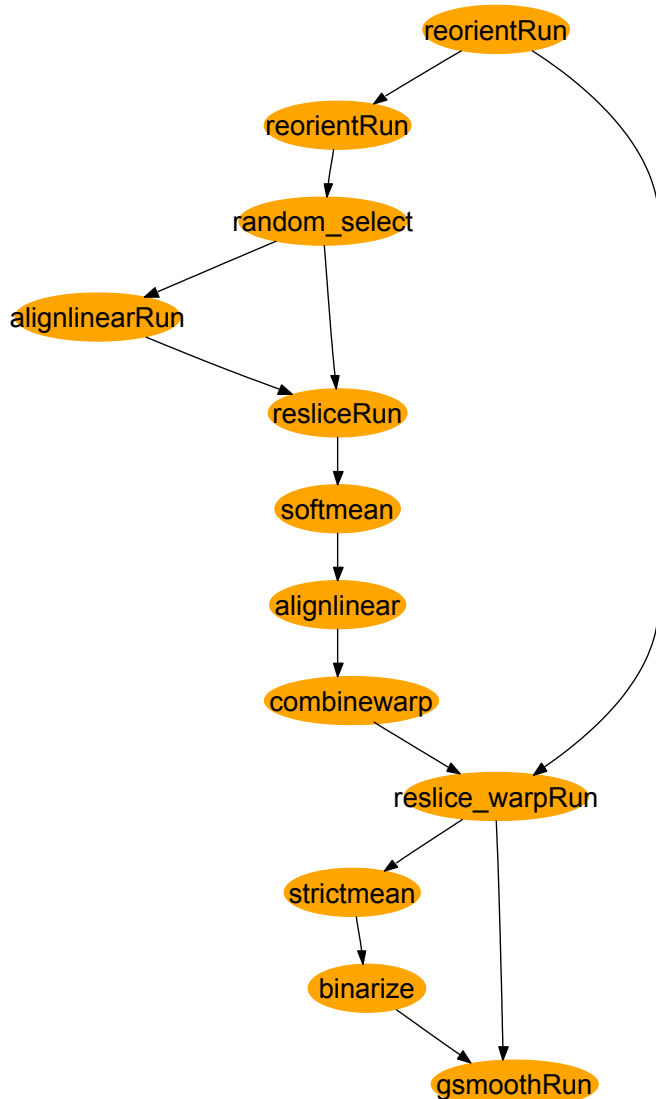 reorientRun
reorientRun
random_select
alignlinearRun
resliceRun
softmean
alignlinear
combinewarp
reslice_warpRun
strictmean
binarize
gsmoothRun